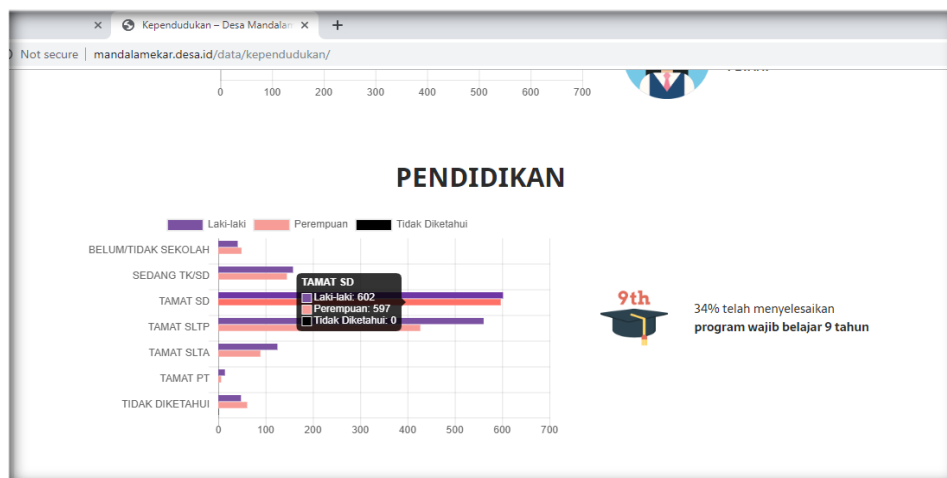 Kependudukan – Desa Mandalam
Not secure | mandalamekar.desa.id/data/kependudukan/
0 100 200 300 400 500 600 700
PENDIDIKAN
Laki-laki Perempuan Tidak Diketahui
BELUM/TIDAK SEKOLAH
SEDANG TK/SD
TAMAT SD
TAMAT SLTP
TAMAT SLTA
TAMAT PT
TIDAK DIKETAHUI
0 100 200 300 400 500 600 700
TAMAT SD
Laki-laki: 602
Perempuan: 597
Tidak Diketahui: 0
9th
34% telah menyelesaikan
program wajib belajar 9 tahun